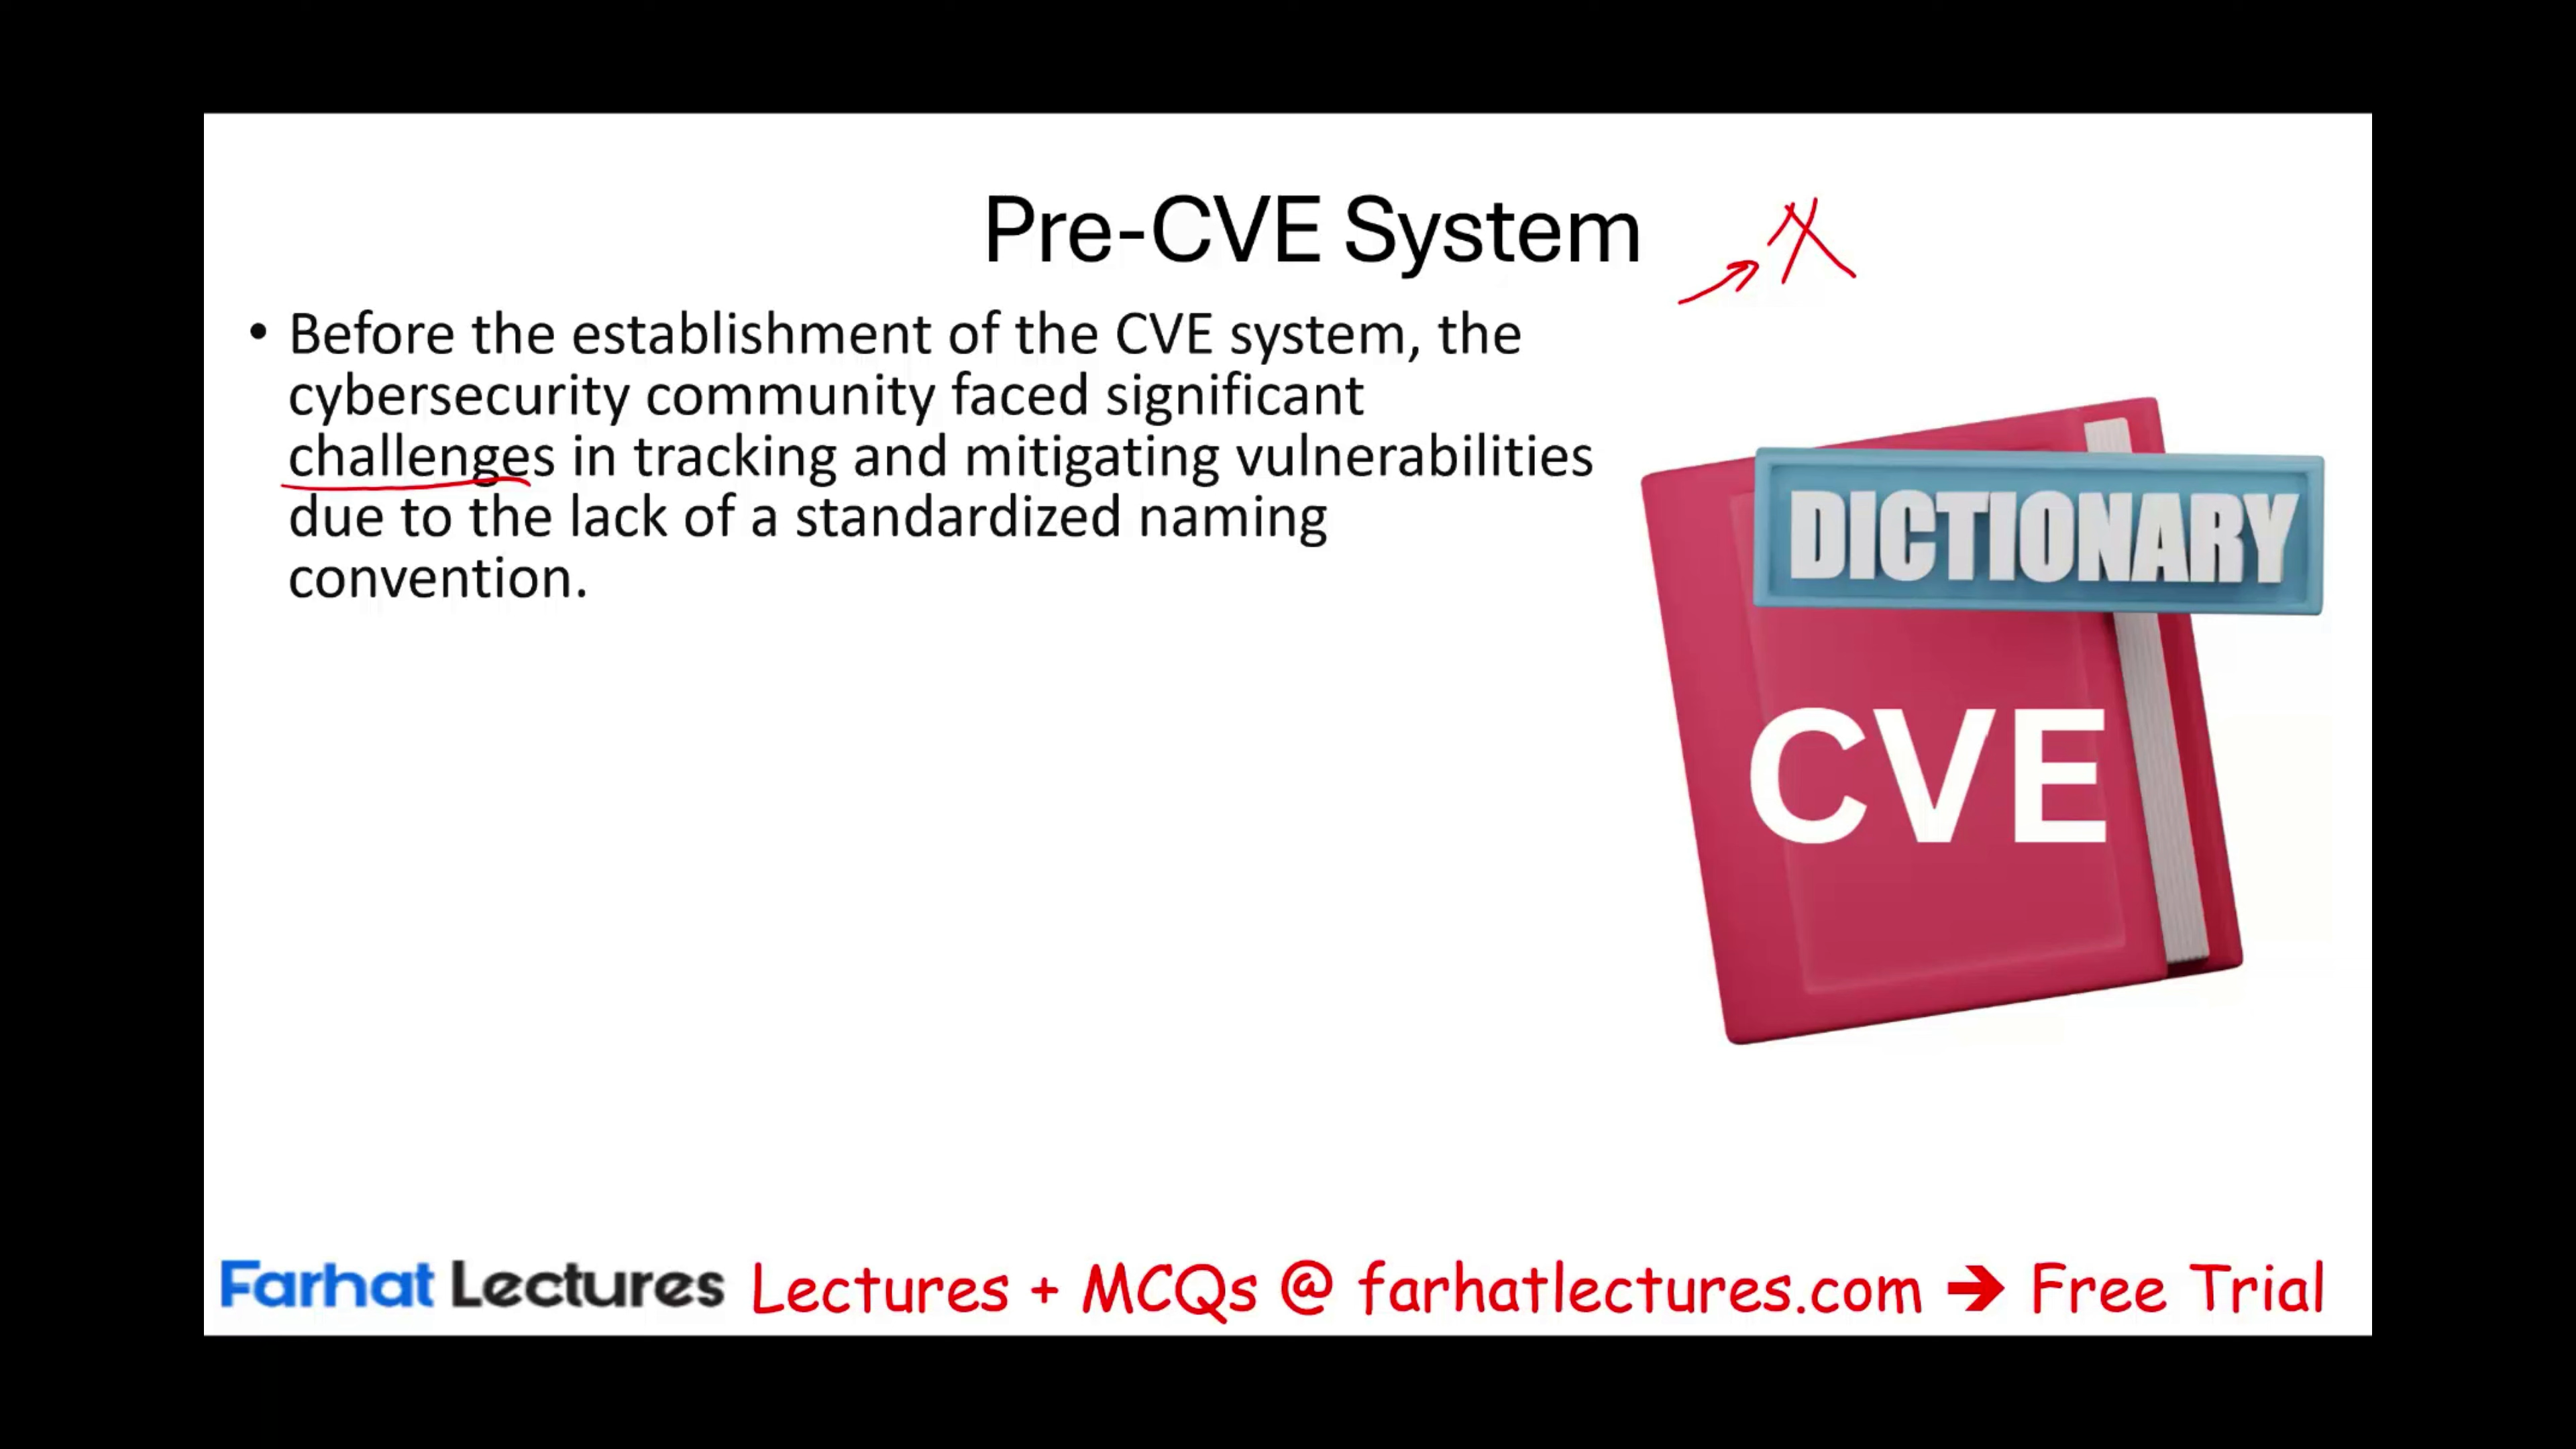 Pre-CVE System
• Before the establishment of the CVE system, the
cybersecurity community faced significant
challenges in tracking and mitigating vulnerabilities
due to the lack of a standardized naming
convention.
DICTIONARY
CVE
Farhat Lectures Lectures + MCQs @ farhatlectures.com ➔ Free Trial